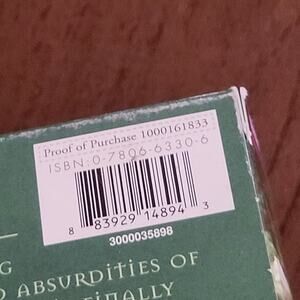 Proof of Purchase 1000161833
ISBN: 0-7806-6330-6
8 83929 14894 3
3000035898
G
D ABSURDITIES OF
FINALLY